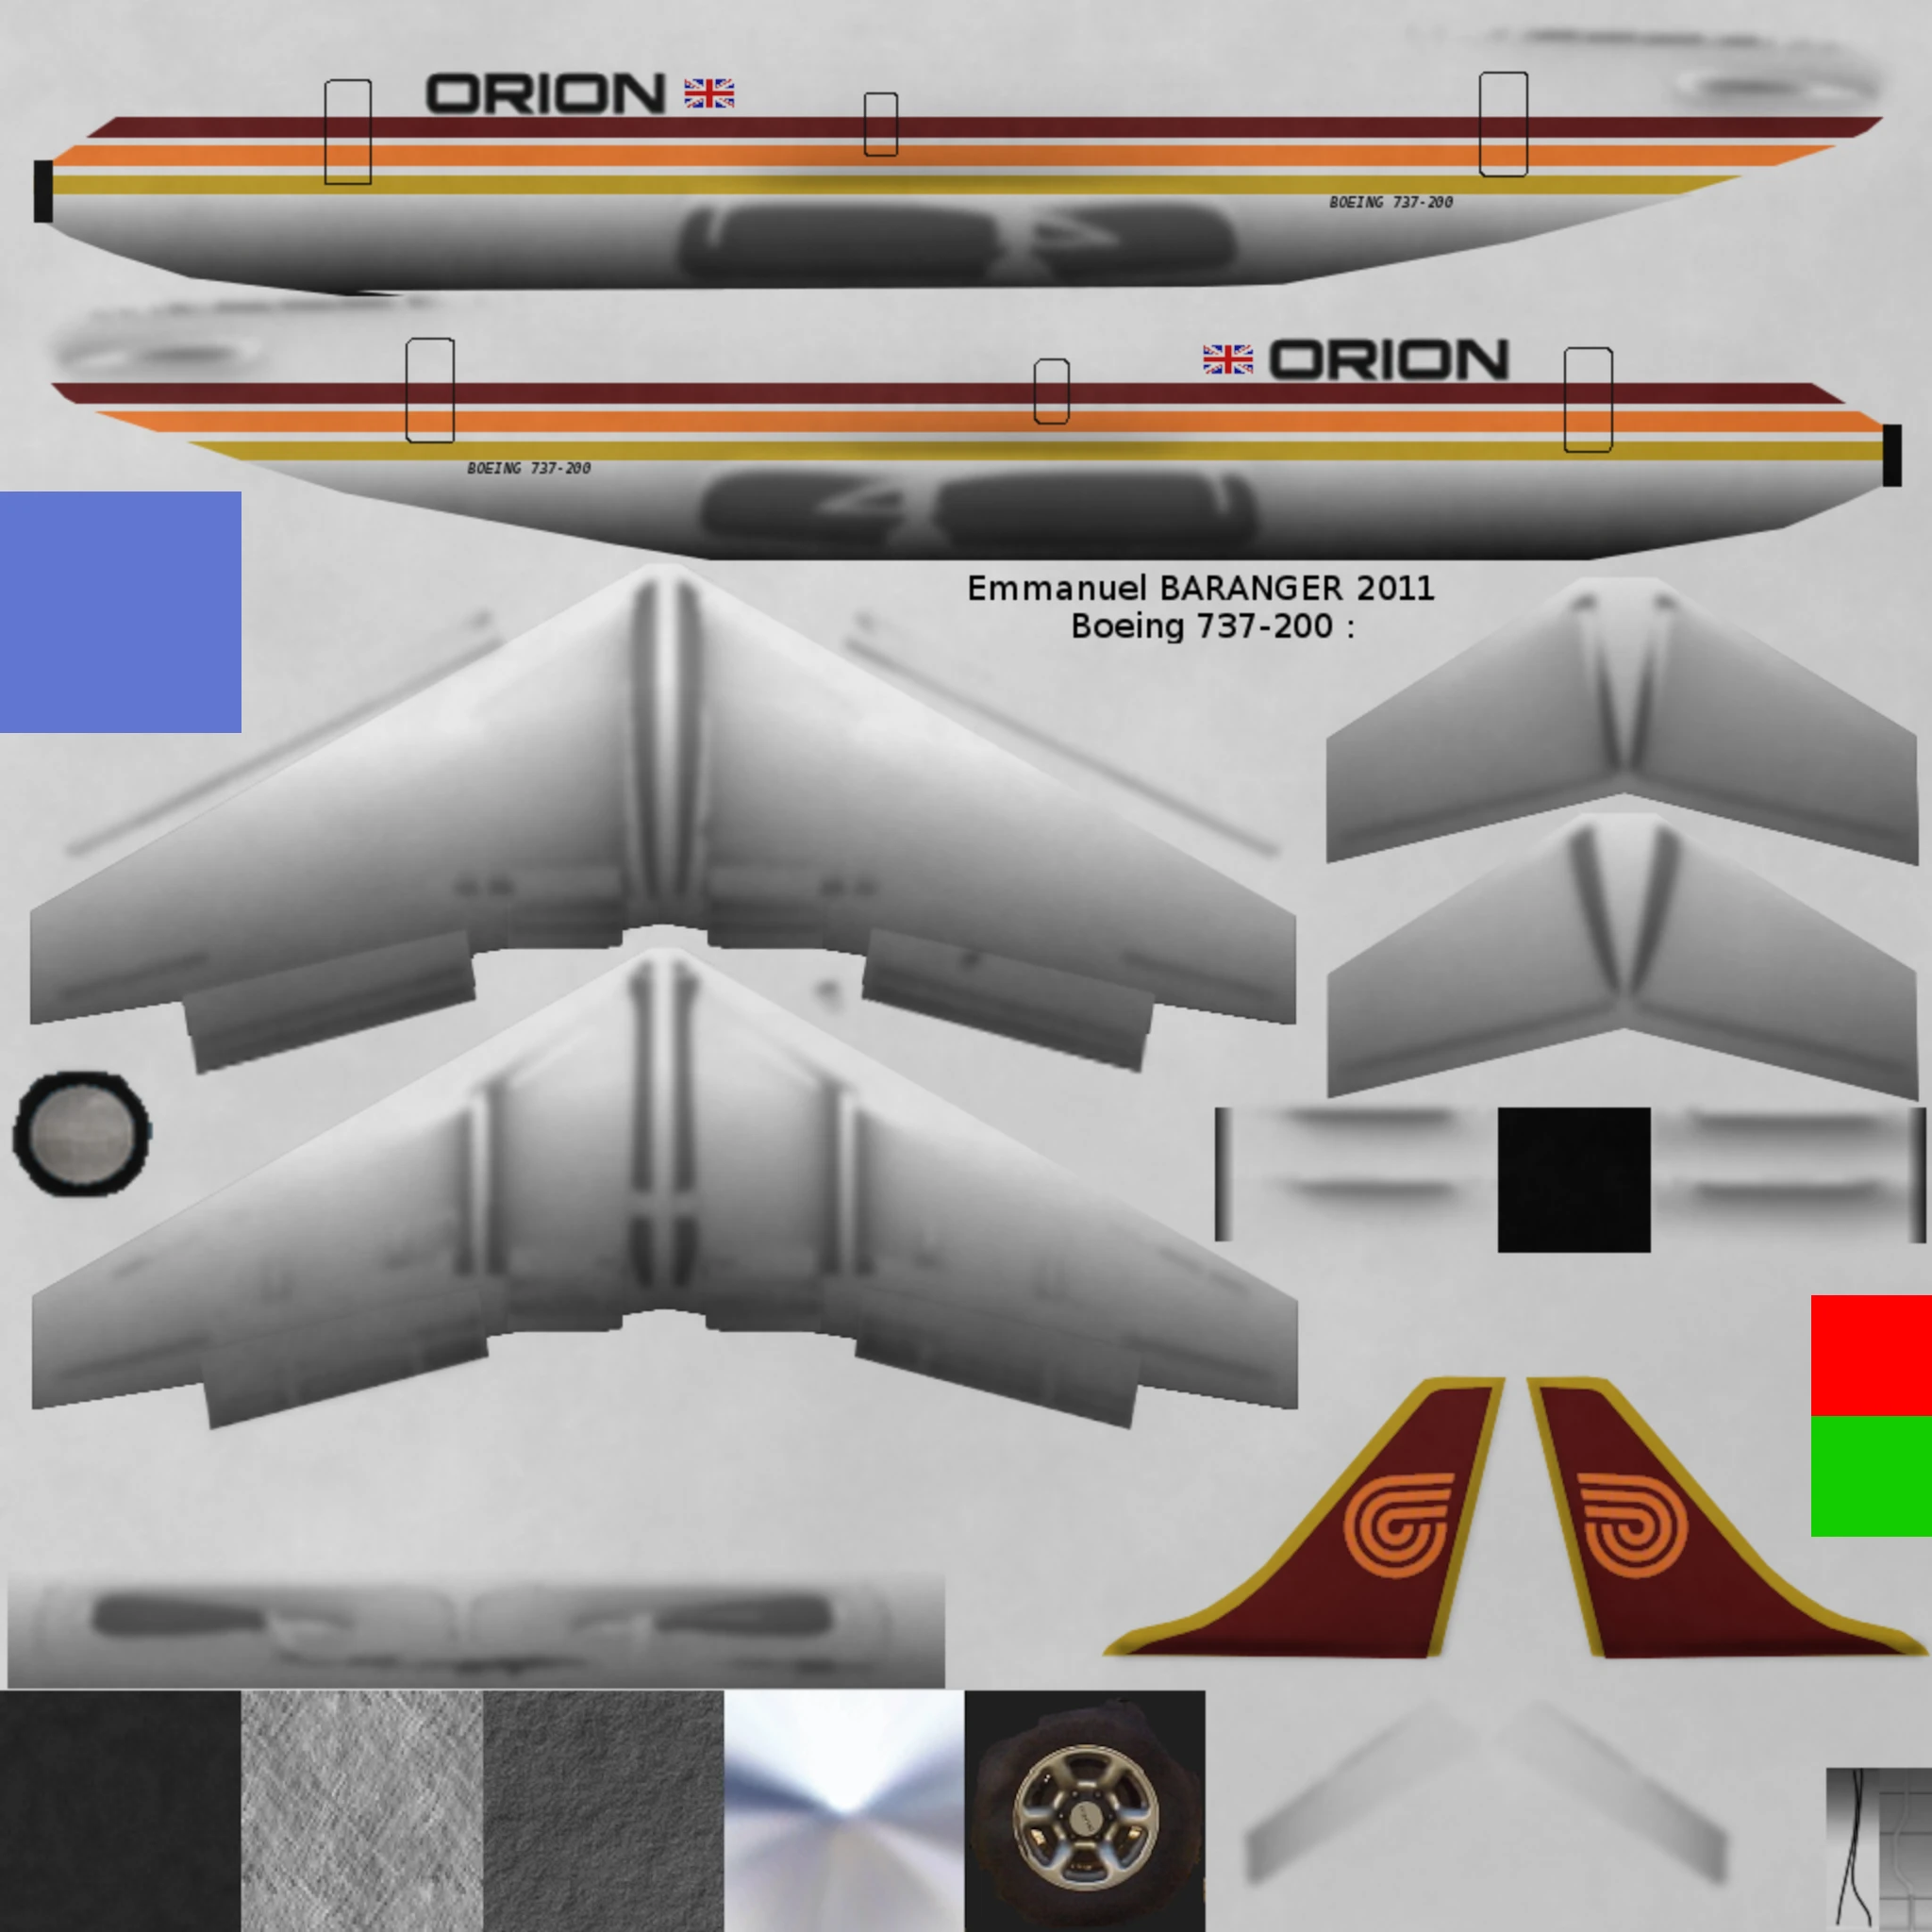 ORION
BOEING 737-200
ORION
BOEING 737-200
Emmanuel BARANGER 2011
Boeing 737-200 :